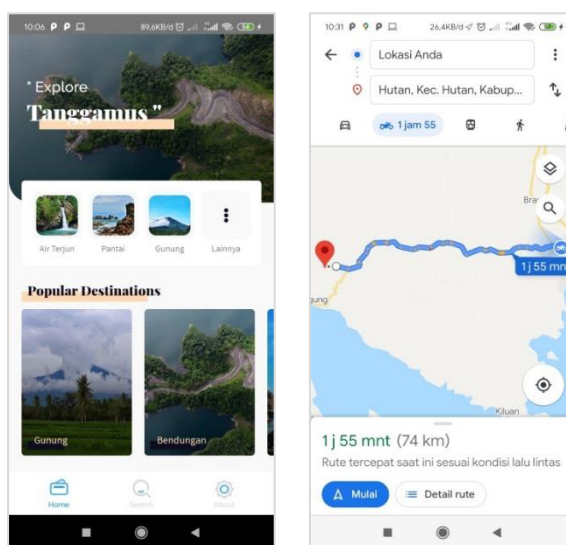 10:06
89,6KB/d
54
" Explore
Tanggamus "
Air Terjun
Pantai
Gunung
Lainnya
Popular Destinations
Gunung
Bendungan
Home
Search
About
10:31
26,4KB/d
Lokasi Anda
Hutan, Kec. Hutan, Kabup...
1 jam 55
1 j 55 mnt
Kiluan
1 j 55 mnt (74 km)
Rute tercepat saat ini sesuai kondisi lalu lintas
Mulai
Detail rute